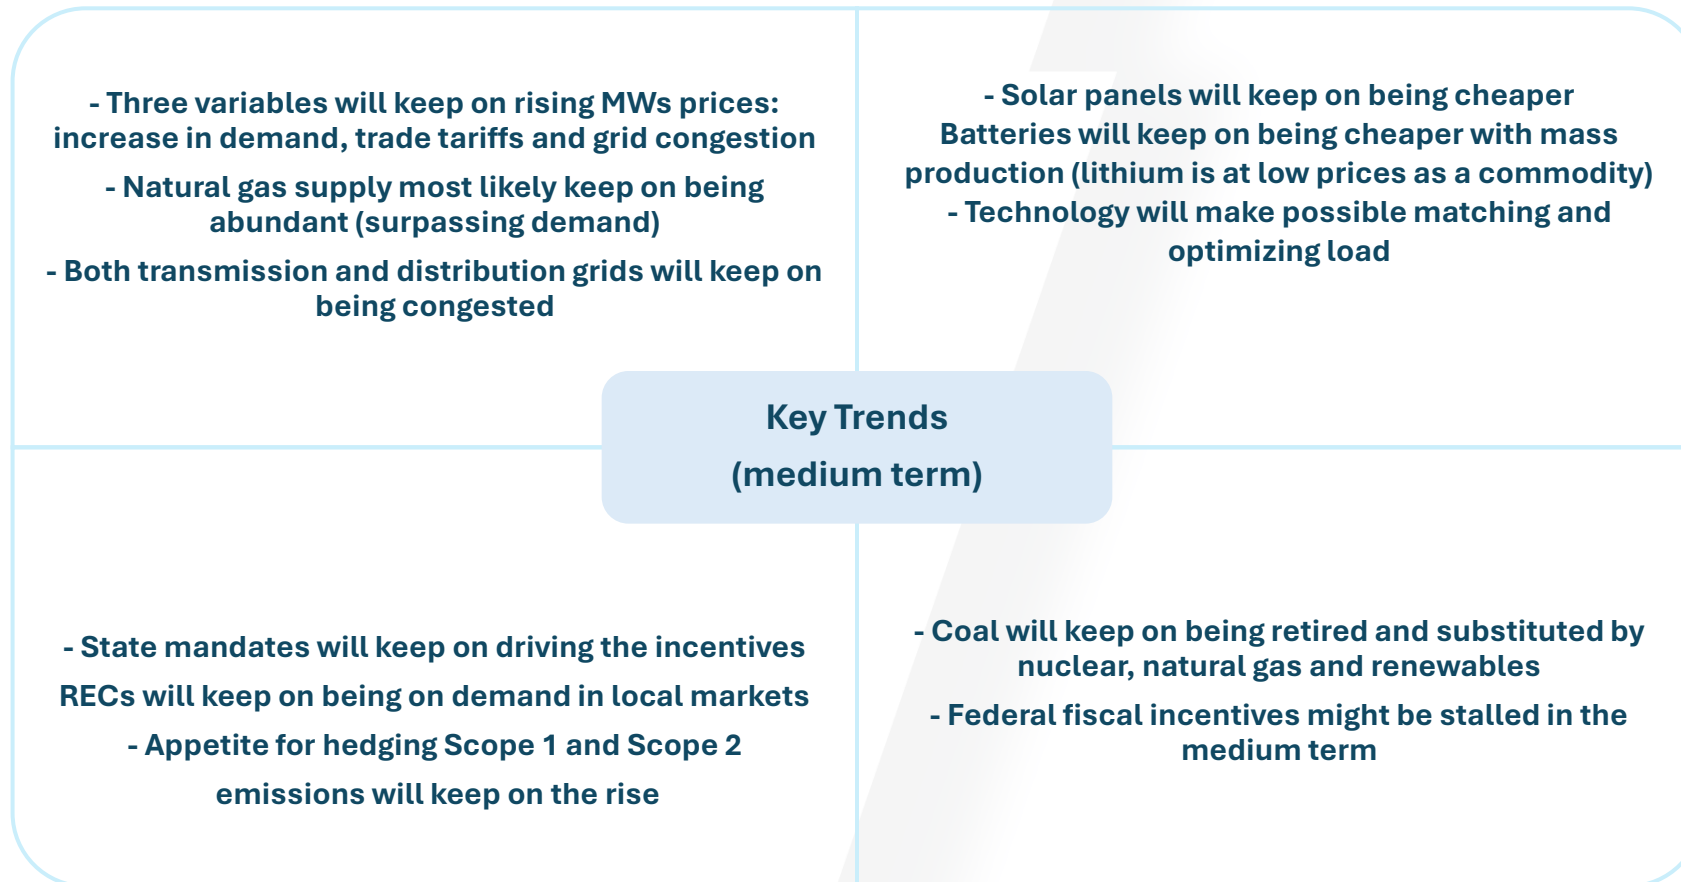 - Three variables will keep on rising MWs prices:
increase in demand, trade tariffs and grid congestion
- Natural gas supply most likely keep on being
abundant (surpassing demand)
- Both transmission and distribution grids will keep on
being congested
- Solar panels will keep on being cheaper
Batteries will keep on being cheaper with mass
production (lithium is at low prices as a commodity)
- Technology will make possible matching and
optimizing load
Key Trends
(medium term)
- State mandates will keep on driving the incentives
RECs will keep on being on demand in local markets
- Appetite for hedging Scope 1 and Scope 2
emissions will keep on the rise
- Coal will keep on being retired and substituted by
nuclear, natural gas and renewables
- Federal fiscal incentives might be stalled in the
medium term